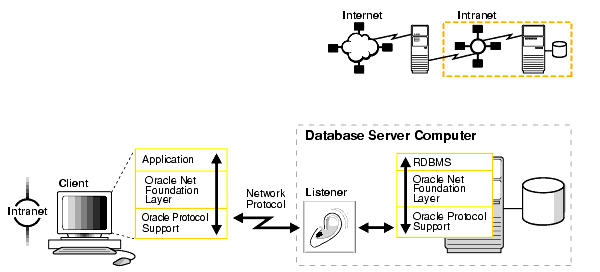 Internet
Intranet
Database Server Computer
Application
Oracle Net
Foundation
Layer
Oracle Protocol
Support
Client
Intranet
Network
Protocol
Listener
RDBMS
Oracle Net
Foundation
Layer
Oracle Protocol
Support